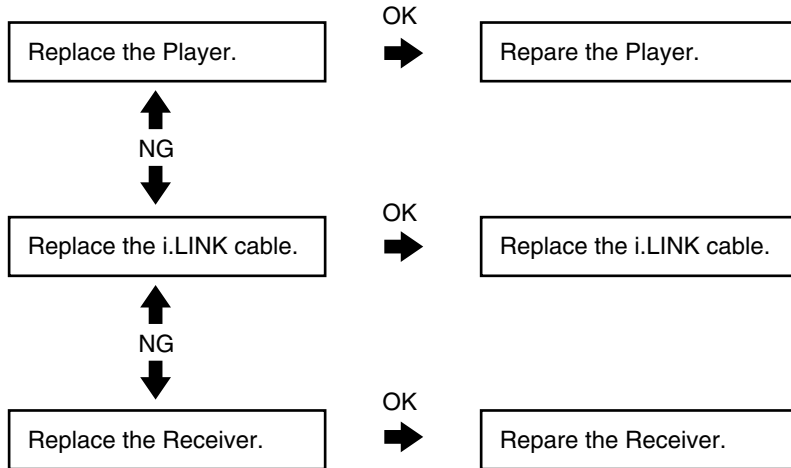 OK
Replace the Player.
Repare the Player.
NG
OK
Replace the i.LINK cable.
Replace the i.LINK cable.
NG
OK
Replace the Receiver.
Repare the Receiver.